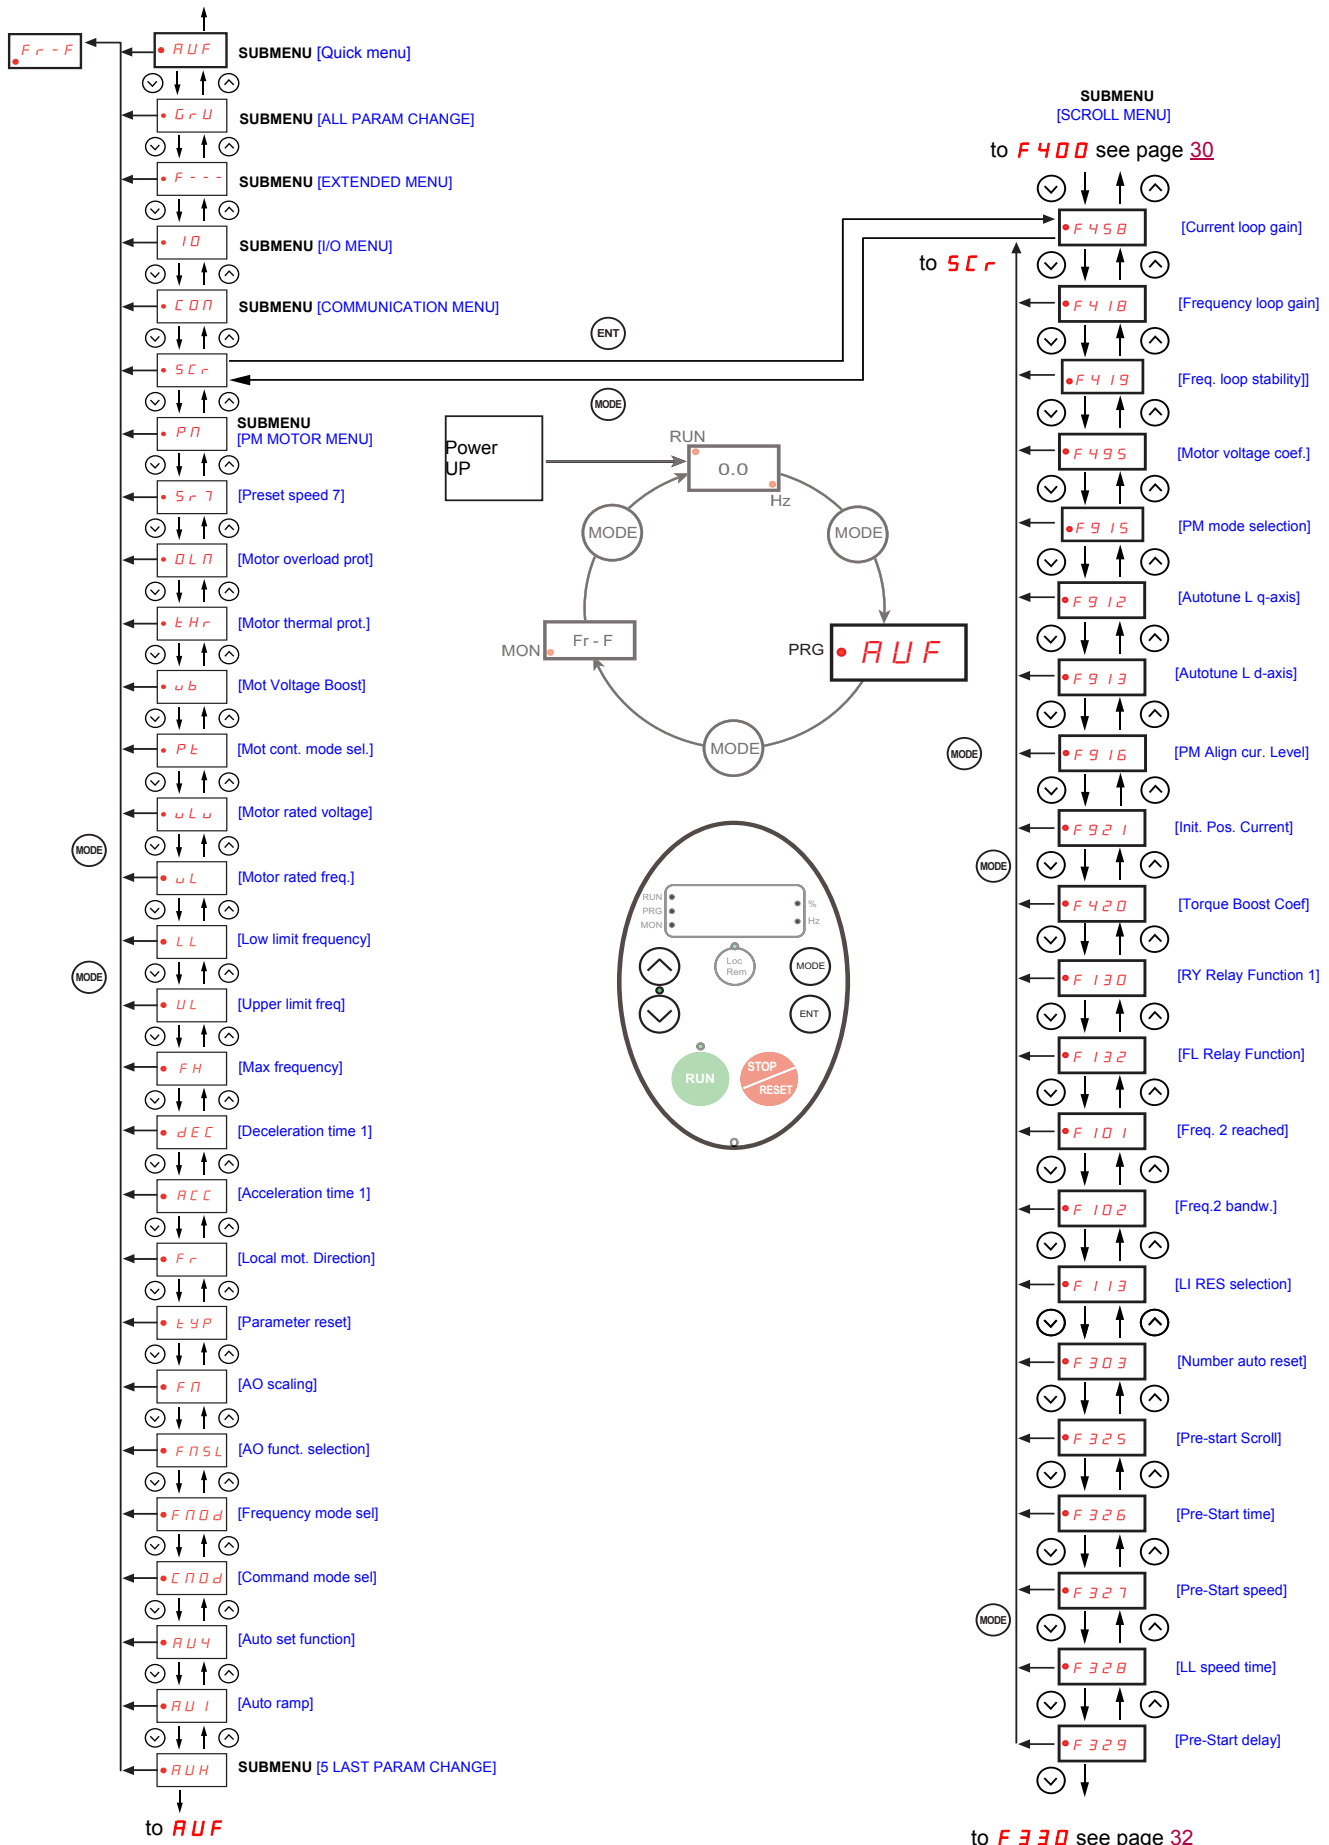 Fr - F
AUF SUBMENU [Quick menu]
GrU SUBMENU [ALL PARAM CHANGE]
F--- SUBMENU [EXTENDED MENU]
IO SUBMENU [I/O MENU]
COM SUBMENU [COMMUNICATION MENU]
SCr
PM SUBMENU
[PM MOTOR MENU]
Sr7 [Preset speed 7]
OLM [Motor overload prot]
tHr [Motor thermal prot.]
ub [Mot Voltage Boost]
Pt [Mot cont. mode sel.]
uLu [Motor rated voltage]
MODE
uL [Motor rated freq.]
LL [Low limit frequency]
MODE
UL [Upper limit freq]
FH [Max frequency]
dEC [Deceleration time 1]
ACC [Acceleration time 1]
Fr [Local mot. Direction]
tYP [Parameter reset]
FM [AO scaling]
FMSL [AO funct. selection]
FMOd [Frequency mode sel]
CMOd [Command mode sel]
AU4 [Auto set function]
AU1 [Auto ramp]
AUH SUBMENU [5 LAST PARAM CHANGE]
to AUF
ENT
MODE
Power
UP
RUN
0.0
Hz
MODE
MODE
MON Fr - F
PRG AUF
MODE
RUN
PRG
MON
%
Hz
Loc
Rem
MODE
ENT
RUN
STOP
RESET
SUBMENU
[SCROLL MENU]
to F400 see page 30
F458 [Current loop gain]
to SCr
F418 [Frequency loop gain]
F419 [Freq. loop stability]]
F495 [Motor voltage coef.]
F915 [PM mode selection]
F912 [Autotune L q-axis]
F913 [Autotune L d-axis]
MODE
F916 [PM Align cur. Level]
F921 [Init. Pos. Current]
MODE
F420 [Torque Boost Coef]
F130 [RY Relay Function 1]
F132 [FL Relay Function]
F101 [Freq. 2 reached]
F102 [Freq.2 bandw.]
F113 [LI RES selection]
F303 [Number auto reset]
F325 [Pre-start Scroll]
F326 [Pre-Start time]
F327 [Pre-Start speed]
MODE
F328 [LL speed time]
F329 [Pre-Start delay]
to F330 see page 32